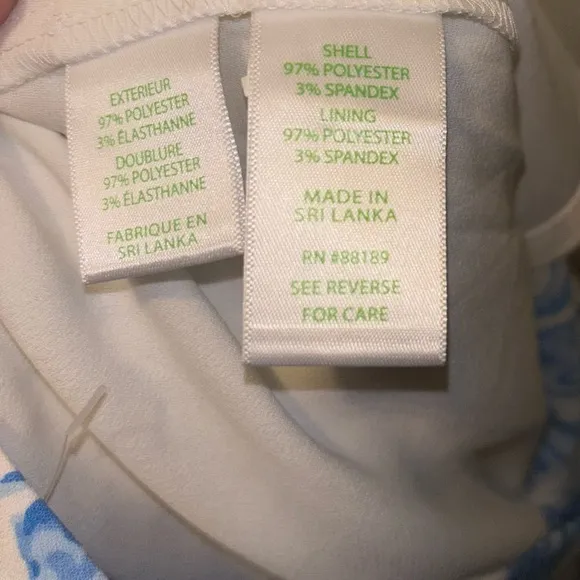 EXTERIEUR
97% POLYESTER
3% ÉLASTHANNE
DOUBLURE
97% POLYESTER
3% ÉLASTHANNE
FABRIQUE EN
SRI LANKA
SHELL
97% POLYESTER
3% SPANDEX
LINING
97% POLYESTER
3% SPANDEX
MADE IN
SRI LANKA
RN #88189
SEE REVERSE
FOR CARE